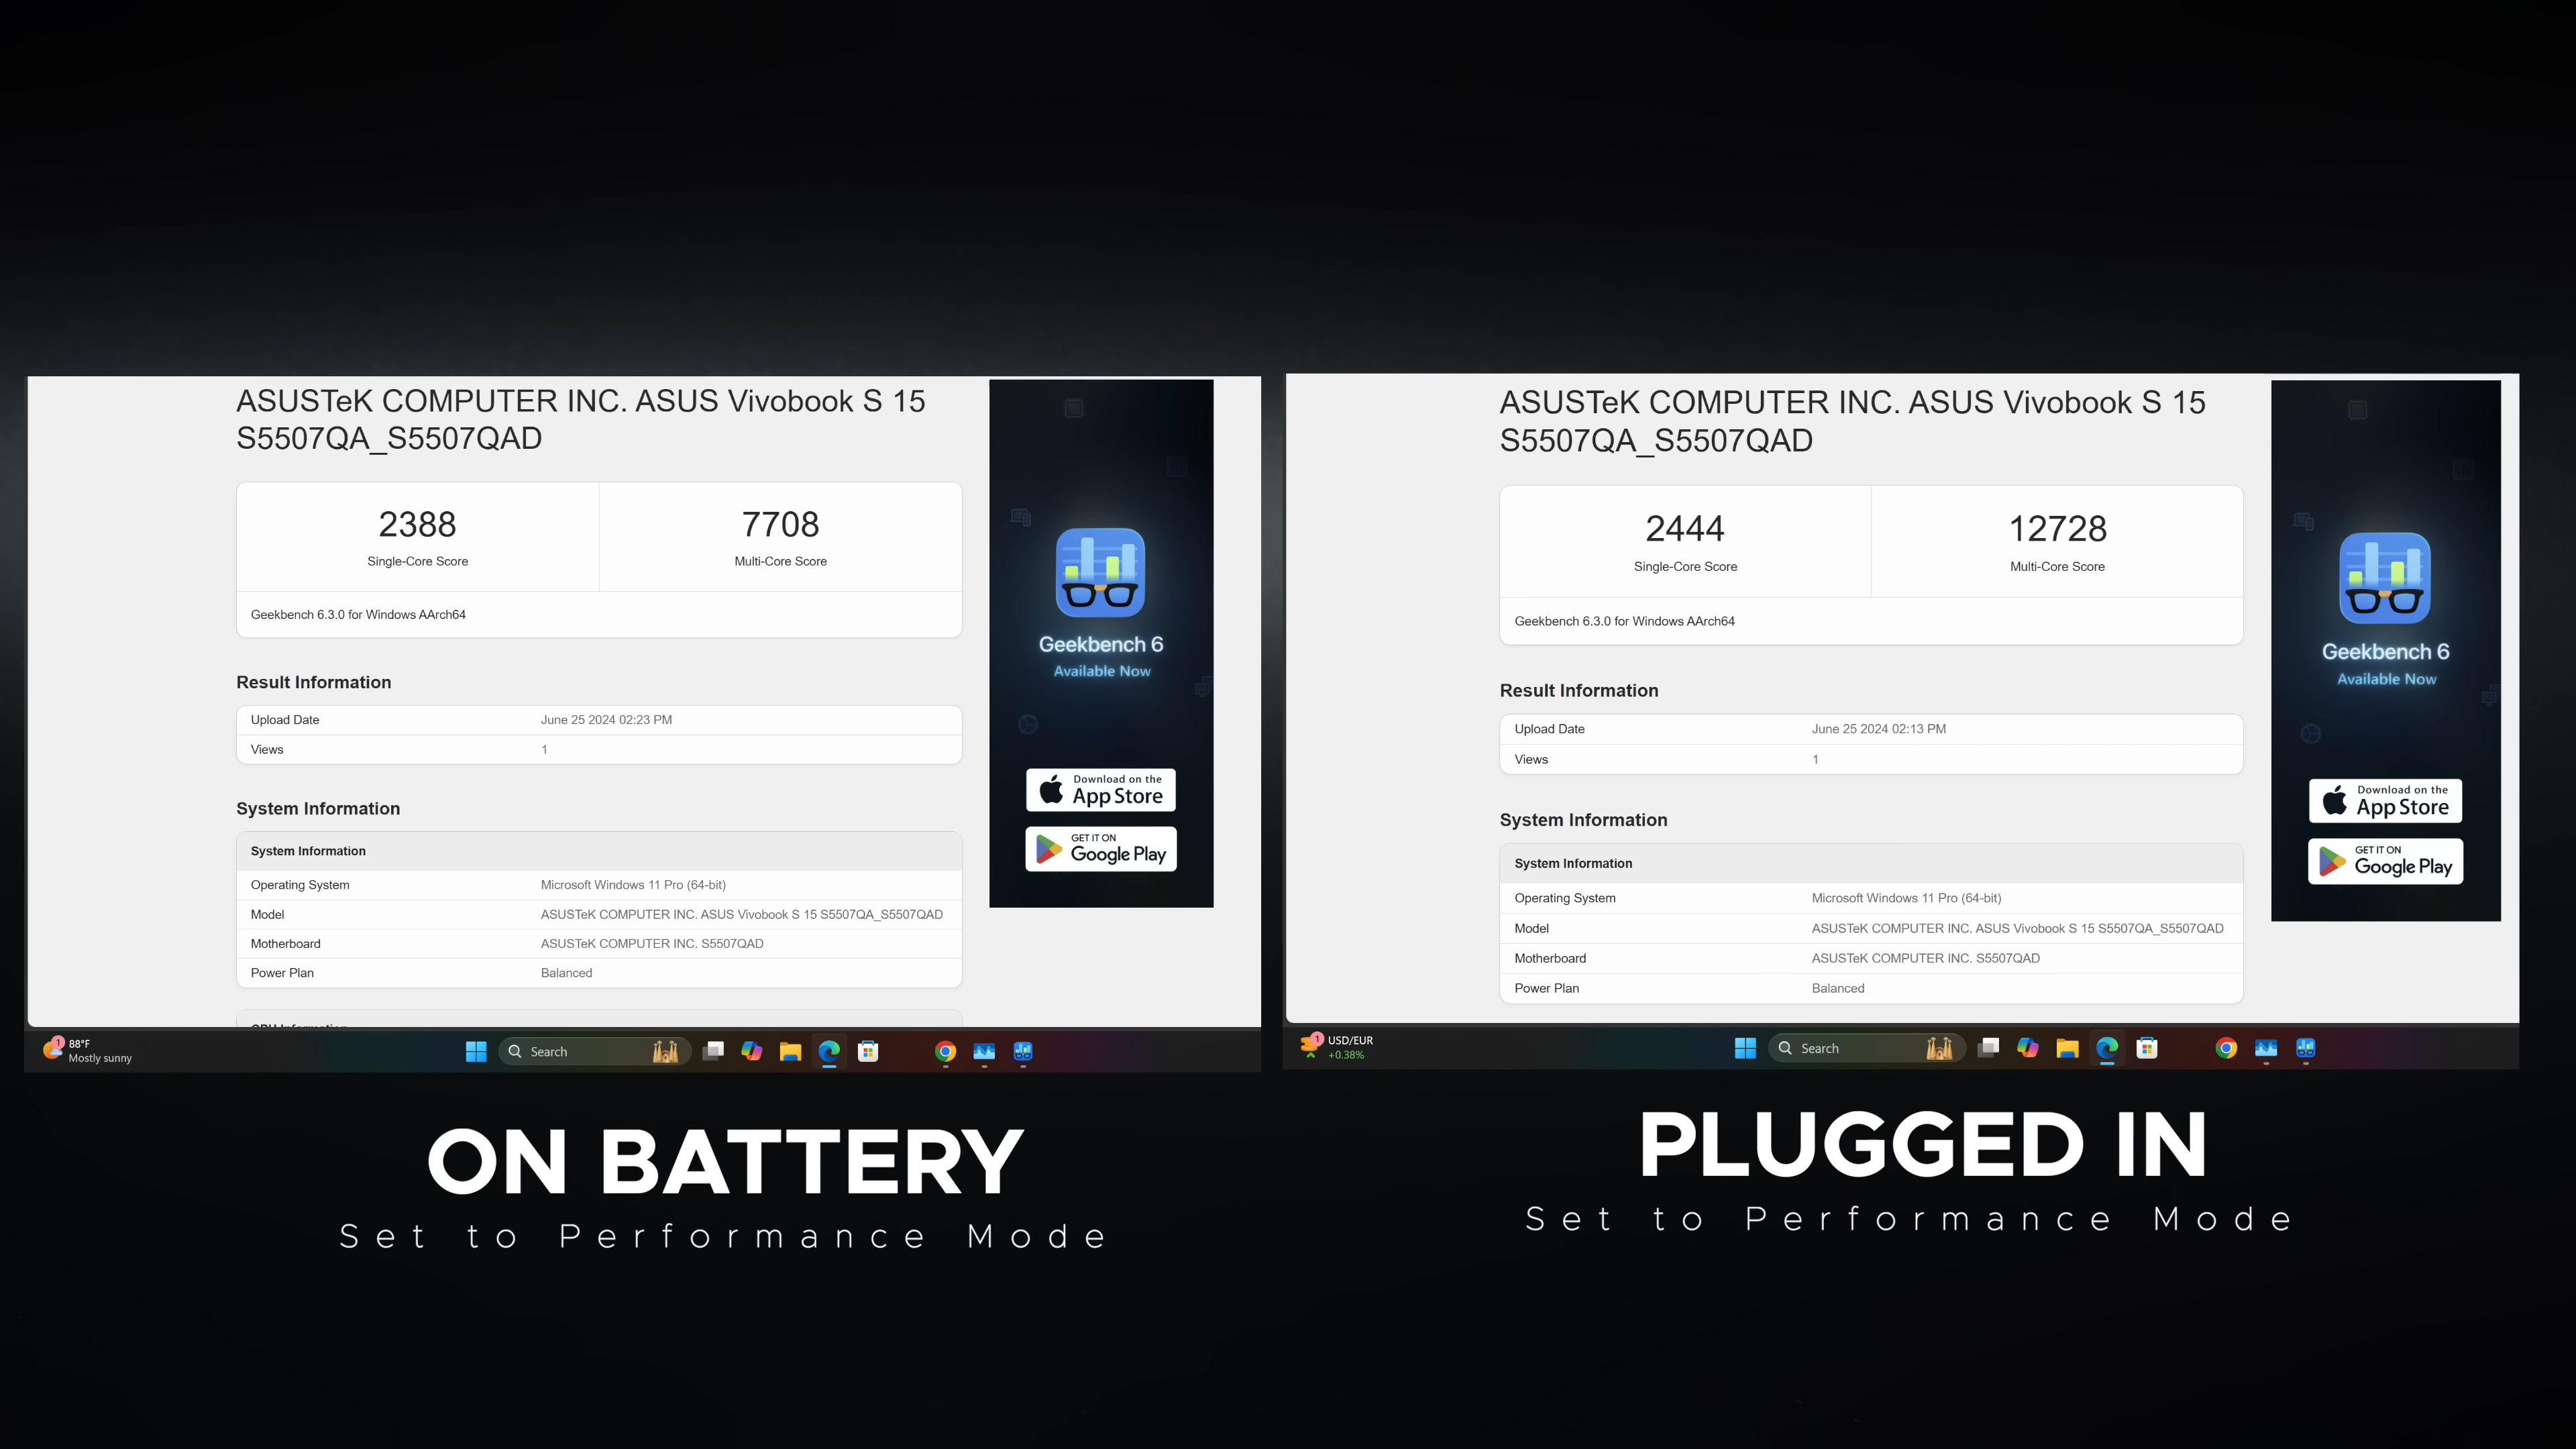 ASUSTeK COMPUTER INC. ASUS Vivobook S 15
S5507QA_S5507QAD
2388
Single-Core Score
7708
Multi-Core Score
Geekbench 6.3.0 for Windows AArch64
Result Information
Upload Date June 25 2024 02:23 PM
Views 1
System Information
System Information
Operating System Microsoft Windows 11 Pro (64-bit)
Model ASUSTeK COMPUTER INC. ASUS Vivobook S 15 S5507QA_S5507QAD
Motherboard ASUSTeK COMPUTER INC. S5507QAD
Power Plan Balanced
Geekbench 6
Available Now
Download on the
App Store
GET IT ON
Google Play
1
88°F
Mostly sunny
Search
ON BATTERY
Set to Performance Mode
ASUSTeK COMPUTER INC. ASUS Vivobook S 15
S5507QA_S5507QAD
2444
Single-Core Score
12728
Multi-Core Score
Geekbench 6.3.0 for Windows AArch64
Result Information
Upload Date June 25 2024 02:13 PM
Views 1
System Information
System Information
Operating System Microsoft Windows 11 Pro (64-bit)
Model ASUSTeK COMPUTER INC. ASUS Vivobook S 15 S5507QA_S5507QAD
Motherboard ASUSTeK COMPUTER INC. S5507QAD
Power Plan Balanced
Geekbench 6
Available Now
Download on the
App Store
GET IT ON
Google Play
1
USD/EUR
+0.38%
Search
PLUGGED IN
Set to Performance Mode